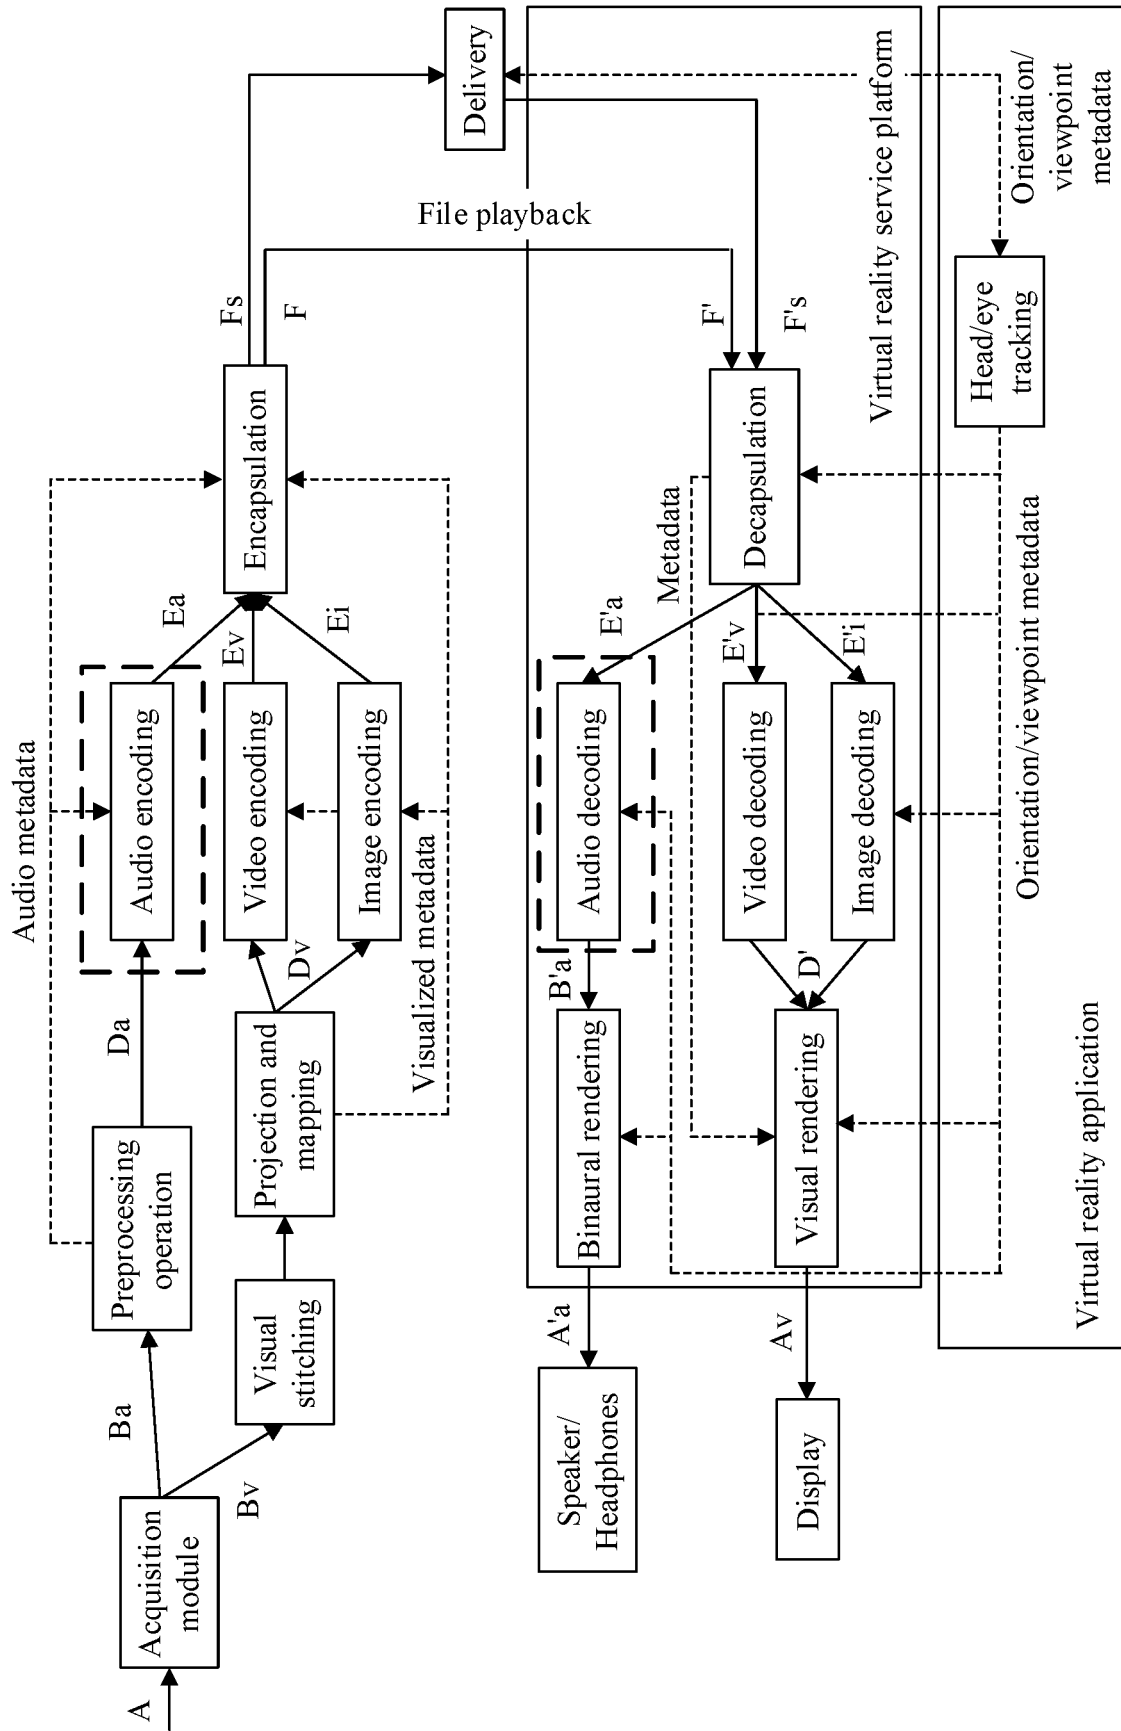 A
Acquisition
module
Ba
Bv
Preprocessing
operation
Visual
stitching
Da
Projection and
mapping
Dv
Audio metadata
Visualized metadata
Audio encoding
Video encoding
Image encoding
Ea
Ev
Ei
Encapsulation
Fs
F
File playback
Delivery
Speaker/
Headphones
Display
A'a
Av
Binaural rendering
Visual rendering
B'a
D'
Audio decoding
Video decoding
Image decoding
E'a
E'v
E'i
Metadata
Decapsulation
F'
F's
Virtual reality service platform
Virtual reality application
Orientation/viewpoint metadata
Head/eye
tracking
Orientation/
viewpoint
metadata